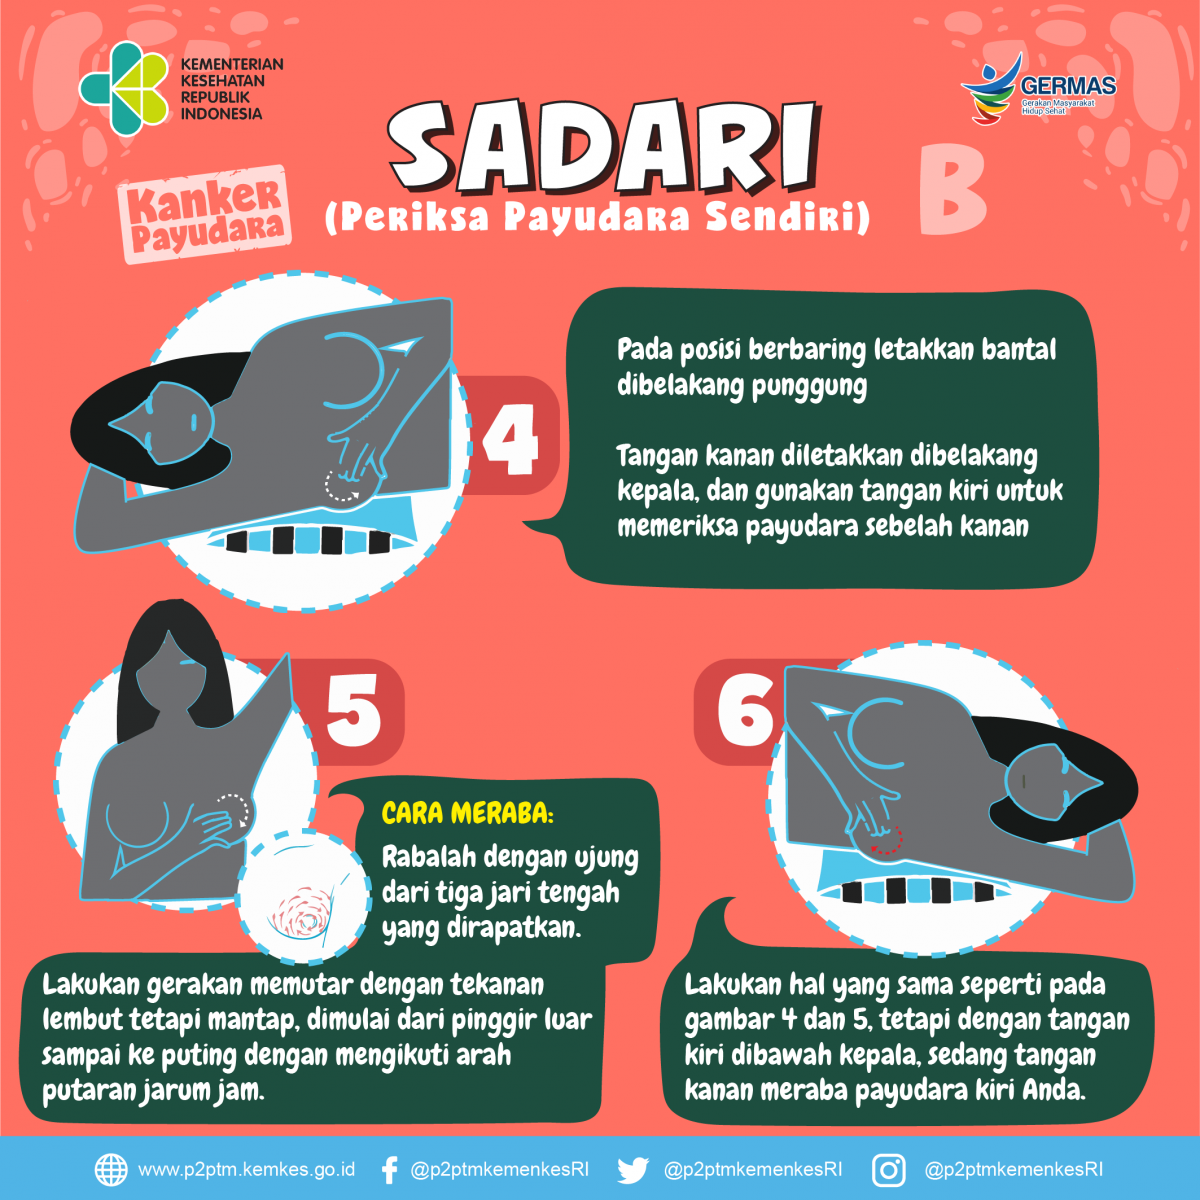 KEMENTERIAN
KESEHATAN
REPUBLIK
INDONESIA
GERMAS
Gerakan Masyarakat
Hidup Sehat
SADARI
(Periksa Payudara Sendiri)
B
Kanker
Payudara
4
Pada posisi berbaring letakkan bantal
dibelakang punggung
Tangan kanan diletakkan dibelakang
kepala, dan gunakan tangan kiri untuk
memeriksa payudara sebelah kanan
5
CARA MERABA:
Rabalah dengan ujung
dari tiga jari tengah
yang dirapatkan.
Lakukan gerakan memutar dengan tekanan
lembut tetapi mantap, dimulai dari pinggir luar
sampai ke puting dengan mengikuti arah
putaran jarum jam.
6
Lakukan hal yang sama seperti pada
gambar 4 dan 5, tetapi dengan tangan
kiri dibawah kepala, sedang tangan
kanan meraba payudara kiri Anda.
www.p2ptm.kemkes.go.id
@p2ptmkemenkesRI
@p2ptmkemenkesRI
@p2ptmkemenkesRI